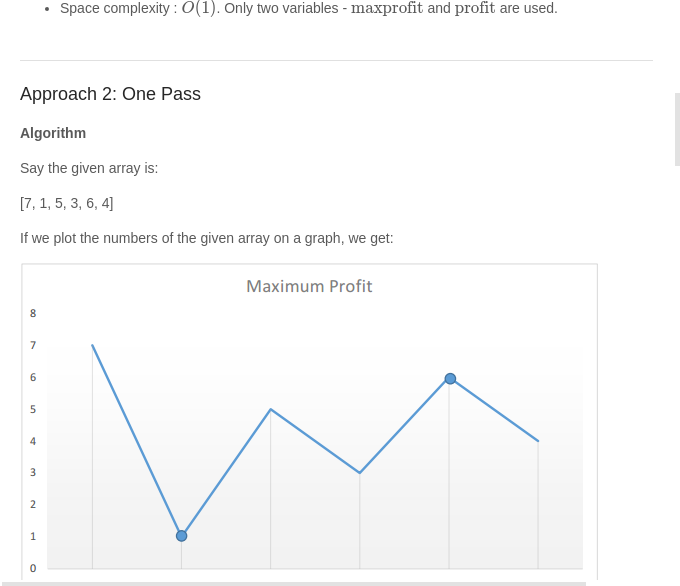 Space complexity : O(1). Only two variables - maxprofit and profit are used.
Approach 2: One Pass
Algorithm
Say the given array is:
[7, 1, 5, 3, 6, 4]
If we plot the numbers of the given array on a graph, we get:
Maximum Profit
8
7
6
5
4
3
2
1
0